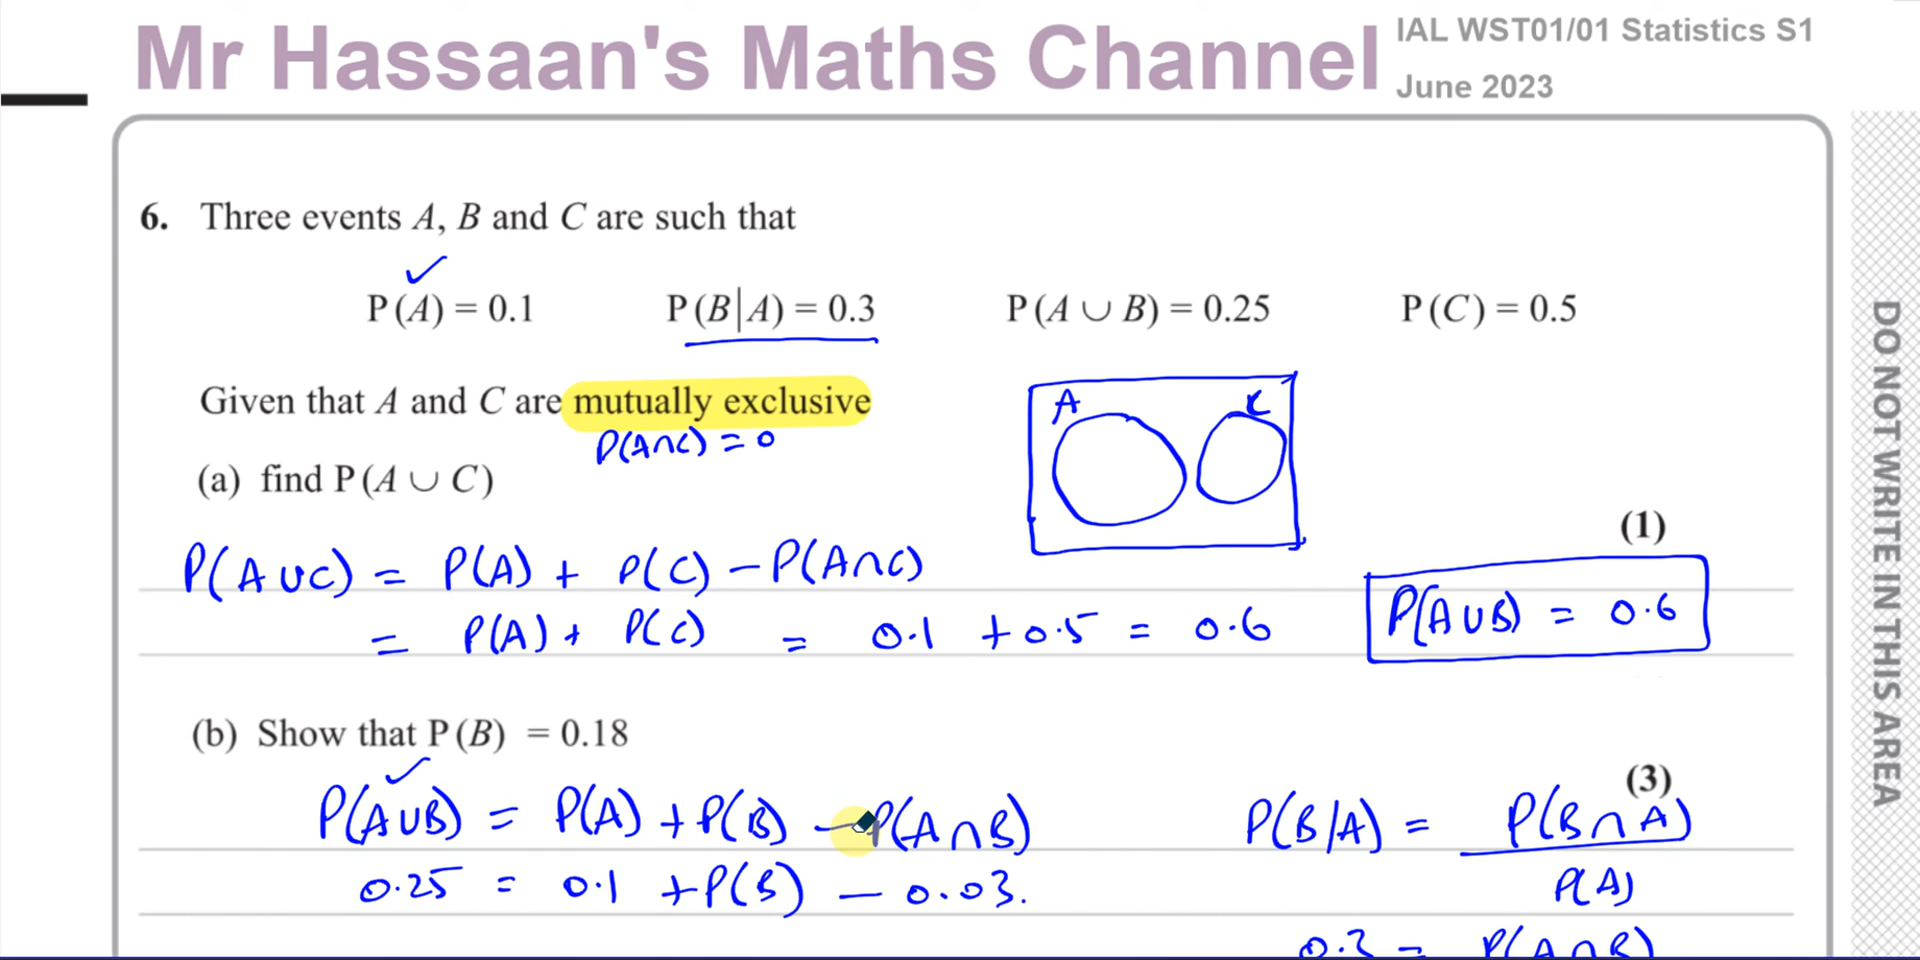 Mr Hassaan's Maths Channel
IAL WST01/01 Statistics S1
June 2023
6. Three events A, B and C are such that
P(A) = 0.1 P(B|A) = 0.3 P(A ∪ B) = 0.25 P(C) = 0.5
Given that A and C are mutually exclusive
P(A∩C) = 0
A C
(a) find P(A ∪ C)
(1)
P(A∪C) = P(A) + P(C) – P(A∩C)
= P(A) + P(C) = 0.1 + 0.5 = 0.6
P(A∪B) = 0.6
(b) Show that P(B) = 0.18
(3)
P(A∪B) = P(A) + P(B) – P(A∩B)
0.25 = 0.1 + P(B) – 0.03.
P(B|A) = P(B∩A)
P(A)
0.3 = P(A∩B)
DO NOT WRITE IN THIS AREA